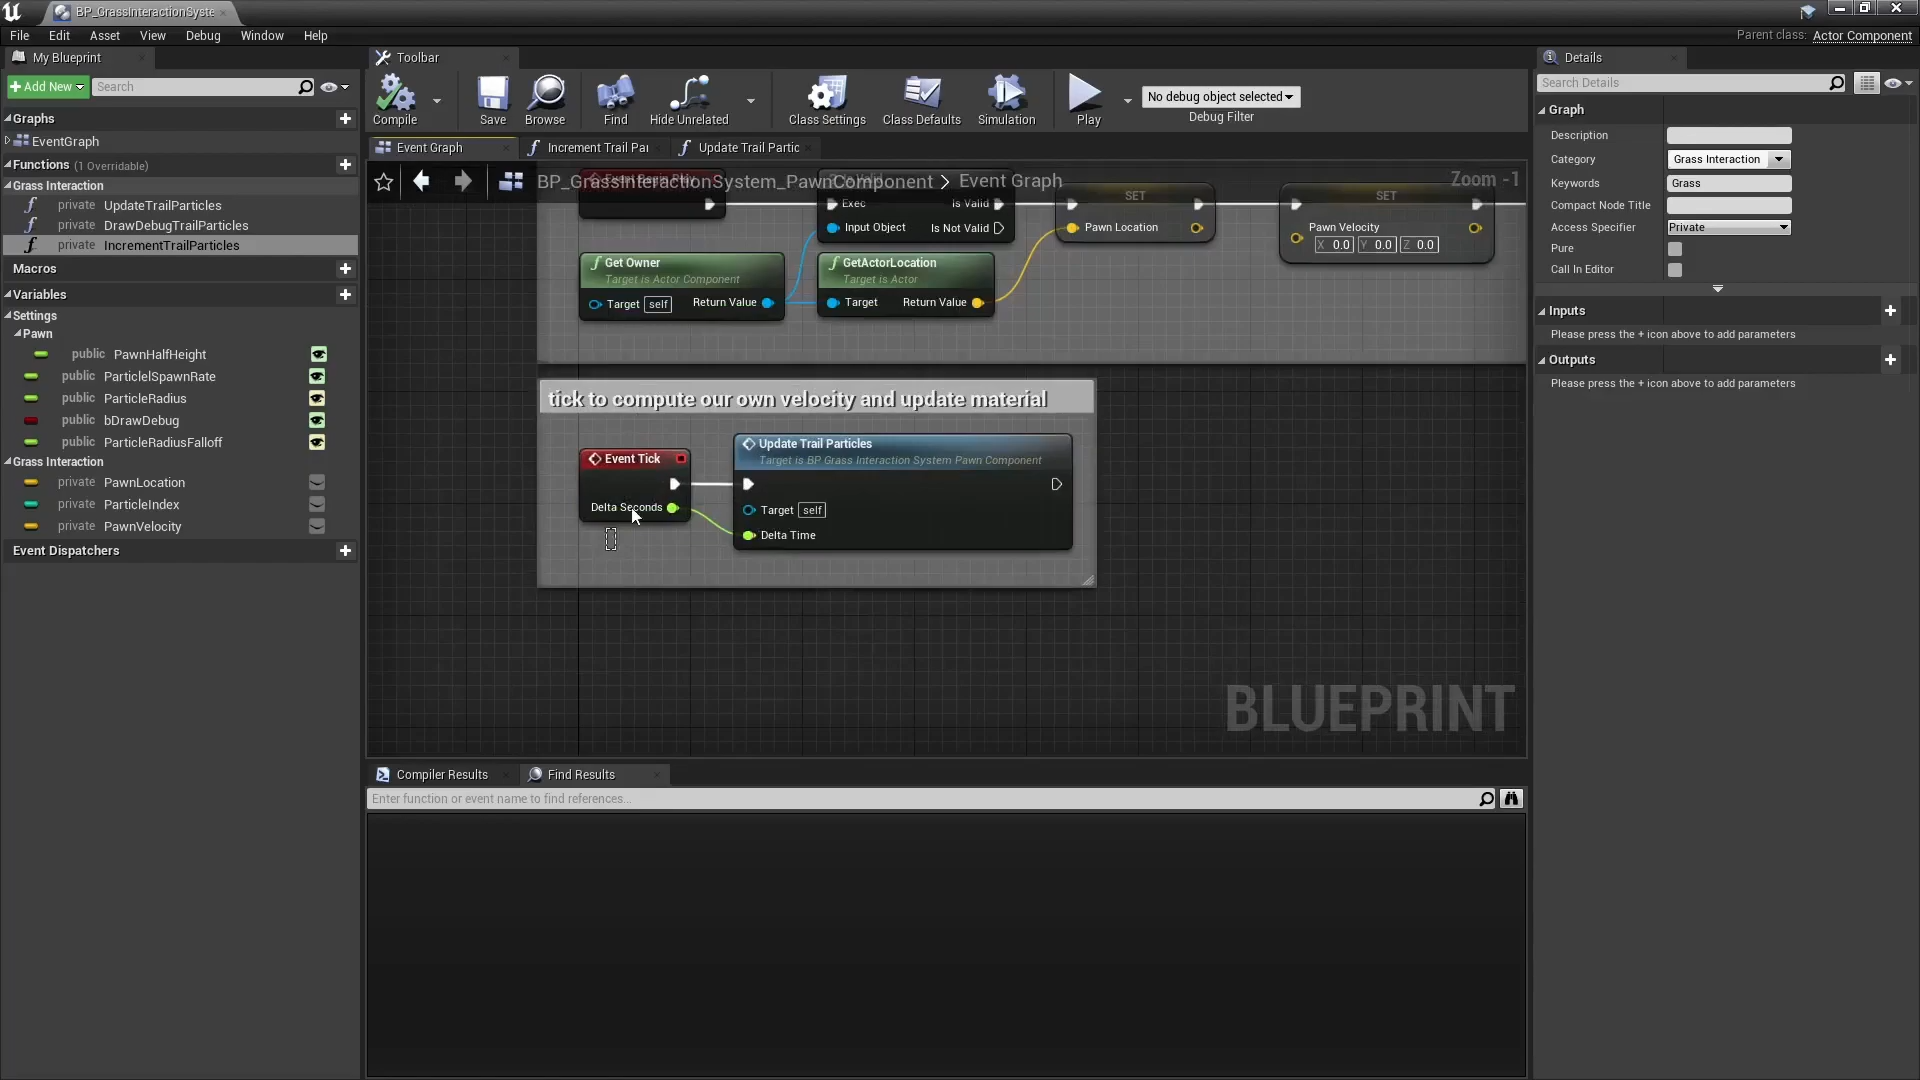 BP_GrassInteractionSyste
File Edit Asset View Debug Window Help
Parent class: Actor Component
My Blueprint
Add New
Search
Graphs
EventGraph
Functions (1 Overridable)
Grass Interaction
private UpdateTrailParticles
private DrawDebugTrailParticles
private IncrementTrailParticles
Macros
Variables
Settings
Pawn
public PawnHalfHeight
public ParticlelSpawnRate
public ParticleRadius
public bDrawDebug
public ParticleRadiusFalloff
Grass Interaction
private PawnLocation
private ParticleIndex
private PawnVelocity
Event Dispatchers
Toolbar
Compile
Save
Browse
Find
Hide Unrelated
Class Settings
Class Defaults
Simulation
Play
No debug object selected
Debug Filter
Event Graph
Increment Trail Pai
Update Trail Partic
BP_GrassInteractionSystem_PawnComponent > Event Graph
Zoom -1
Event Begin Play
Exec
Is Valid
Input Object
Is Not Valid
SET
Pawn Location
SET
Pawn Velocity
X 0.0 Y 0.0 Z 0.0
Get Owner
Target is Actor Component
Target self
Return Value
GetActorLocation
Target is Actor
Target
Return Value
tick to compute our own velocity and update material
Event Tick
Delta Seconds
Update Trail Particles
Target is BP Grass Interaction System Pawn Component
Target self
Delta Time
BLUEPRINT
Compiler Results
Find Results
Enter function or event name to find references...
Details
Search Details
Graph
Description
Category Grass Interaction
Keywords Grass
Compact Node Title
Access Specifier Private
Pure
Call In Editor
Inputs
Please press the + icon above to add parameters
Outputs
Please press the + icon above to add parameters